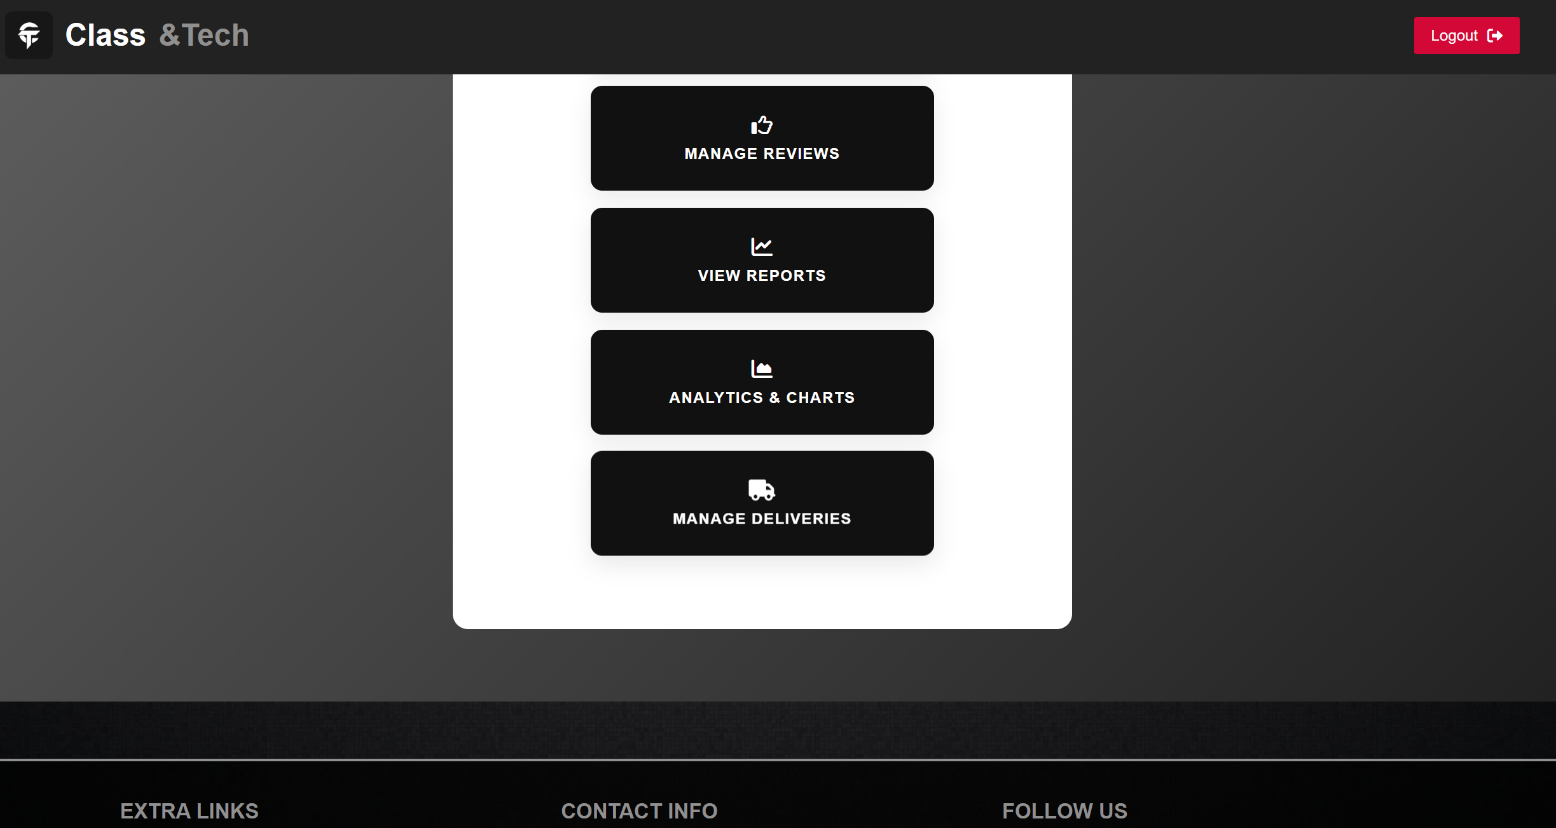 Class &Tech
Logout
MANAGE REVIEWS
VIEW REPORTS
ANALYTICS & CHARTS
MANAGE DELIVERIES
EXTRA LINKS
CONTACT INFO
FOLLOW US